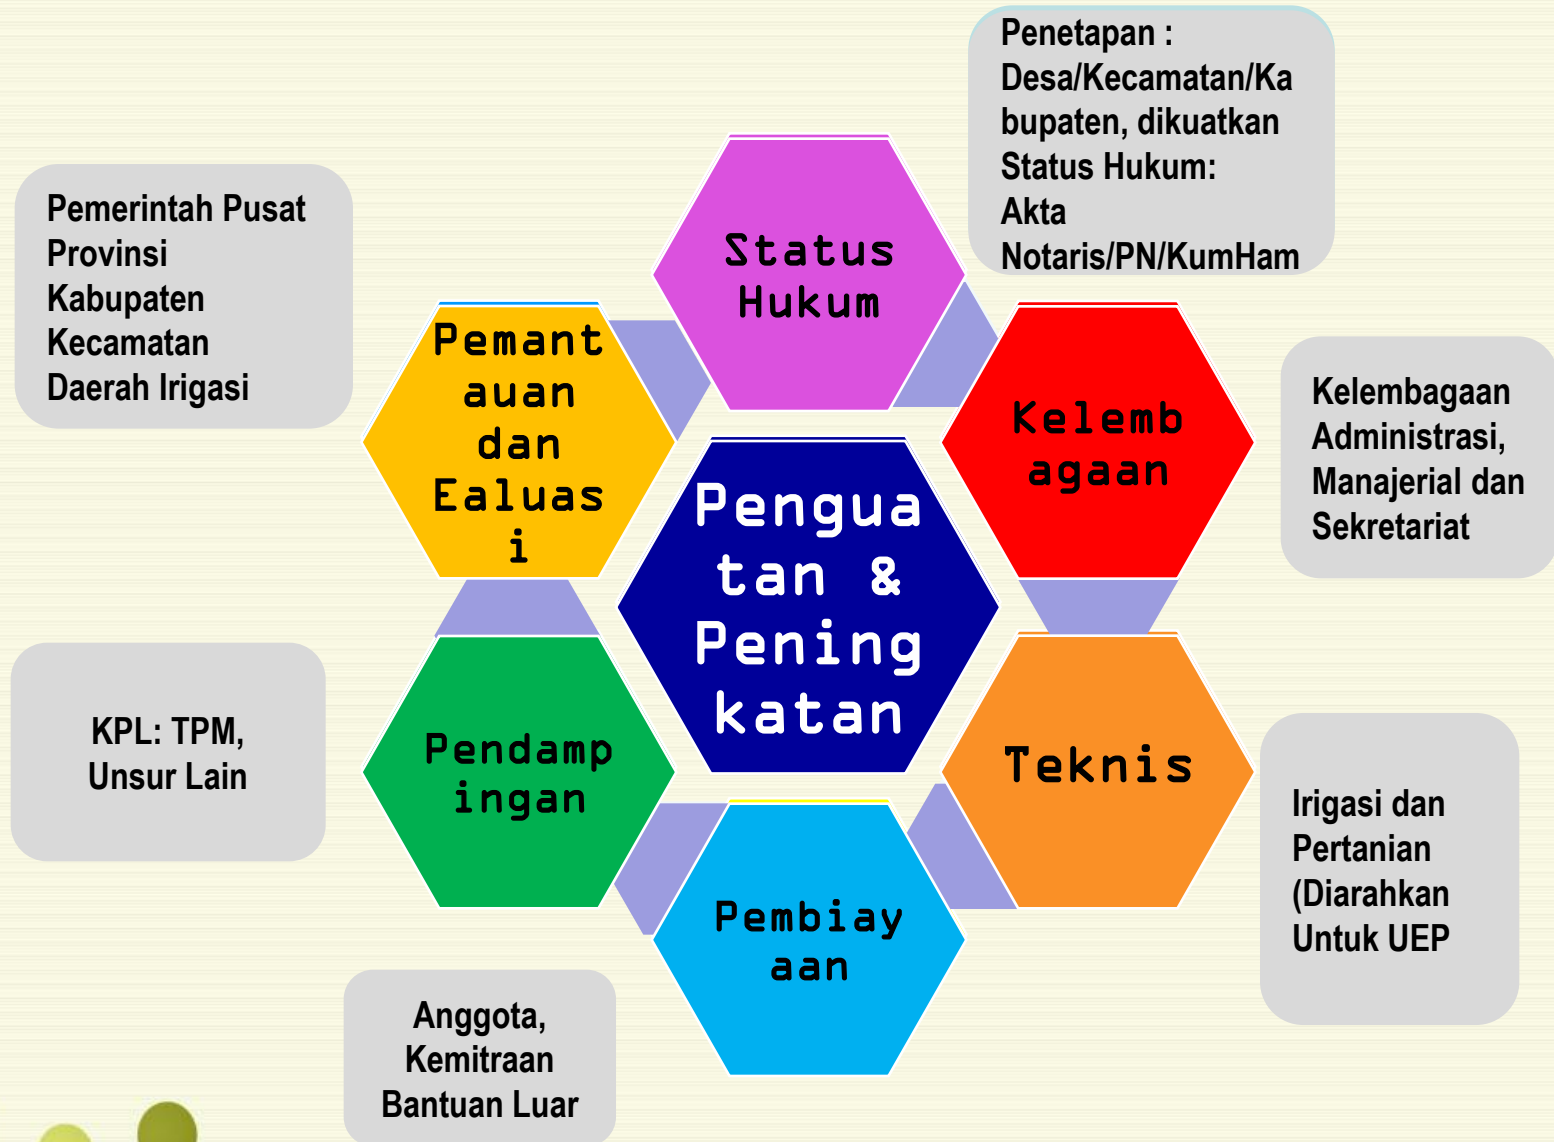 Penetapan :
Desa/Kecamatan/Ka
bupaten, dikuatkan
Status Hukum:
Akta
Notaris/PN/KumHam
Status
Hukum
Pemerintah Pusat
Provinsi
Kabupaten
Kecamatan
Daerah Irigasi
Pemant
auan
dan
Ealuas
i
Kelemb
agaan
Kelembagaan
Administrasi,
Manajerial dan
Sekretariat
Pengua
tan &
Pening
katan
KPL: TPM,
Unsur Lain
Pendamp
ingan
Teknis
Irigasi dan
Pertanian
(Diarahkan
Untuk UEP
Pembiay
aan
Anggota,
Kemitraan
Bantuan Luar